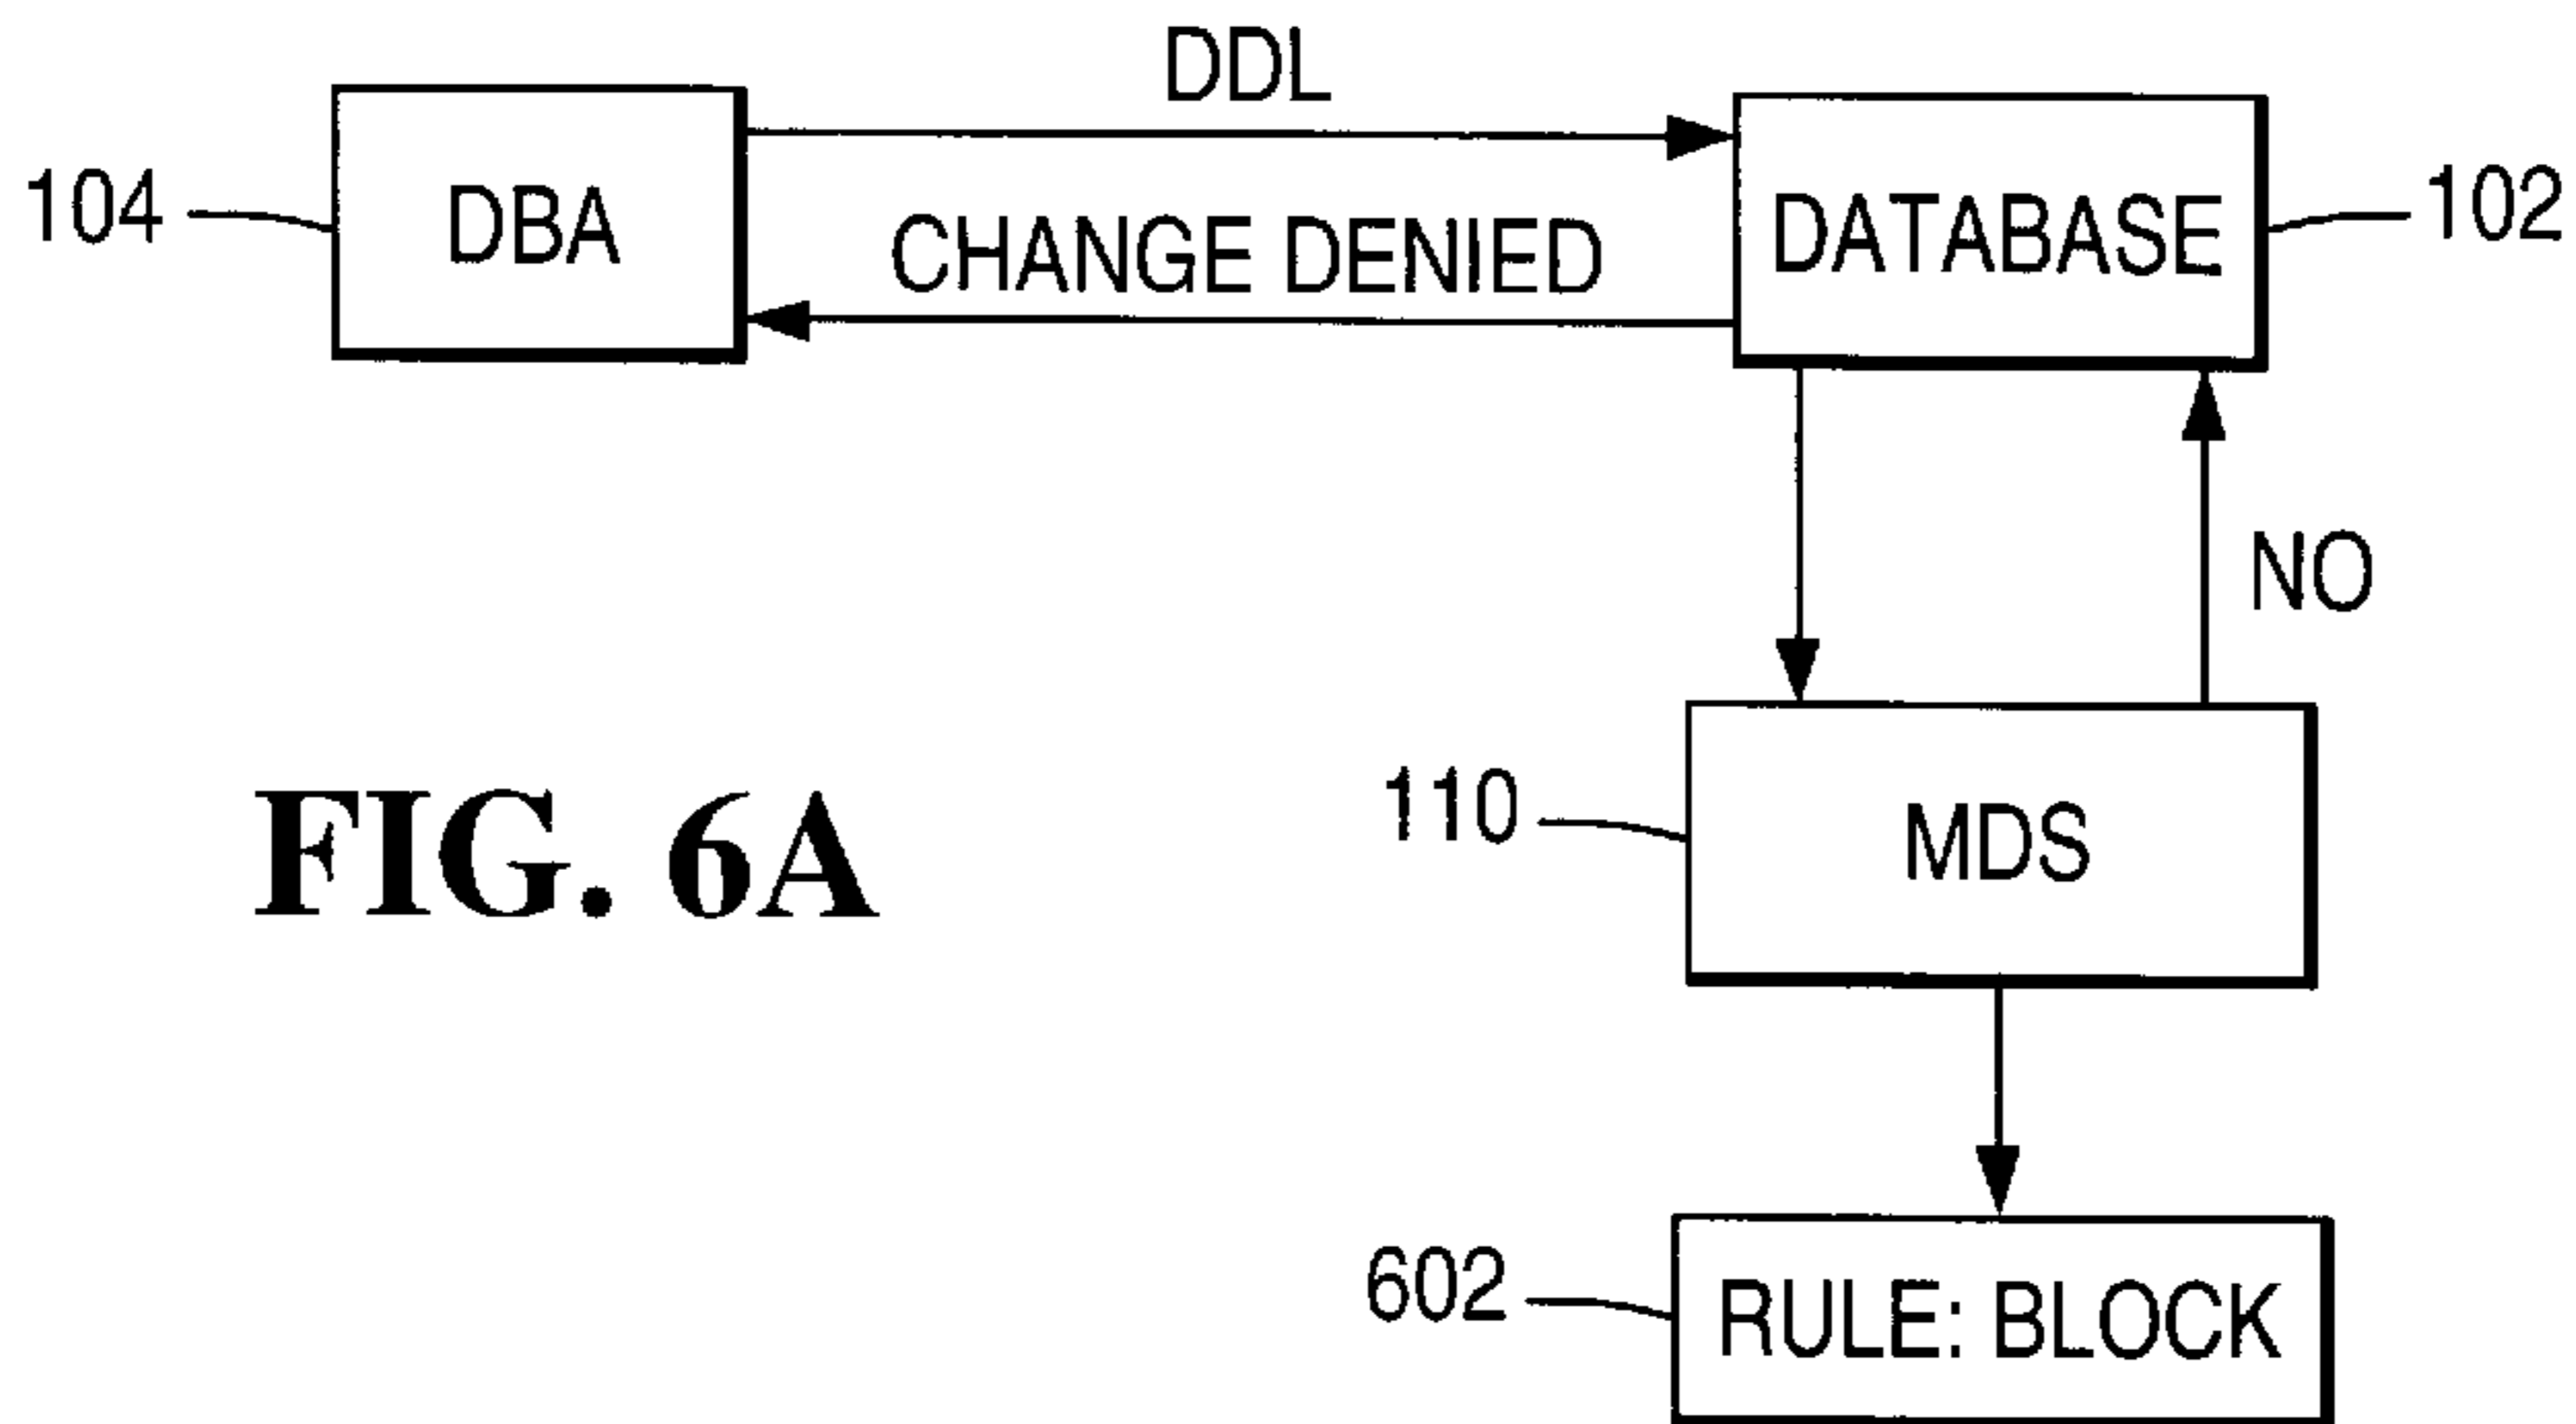 DDL
104
DBA
CHANGE DENIED
DATABASE
102
NO
110
MDS
FIG. 6A
602
RULE: BLOCK